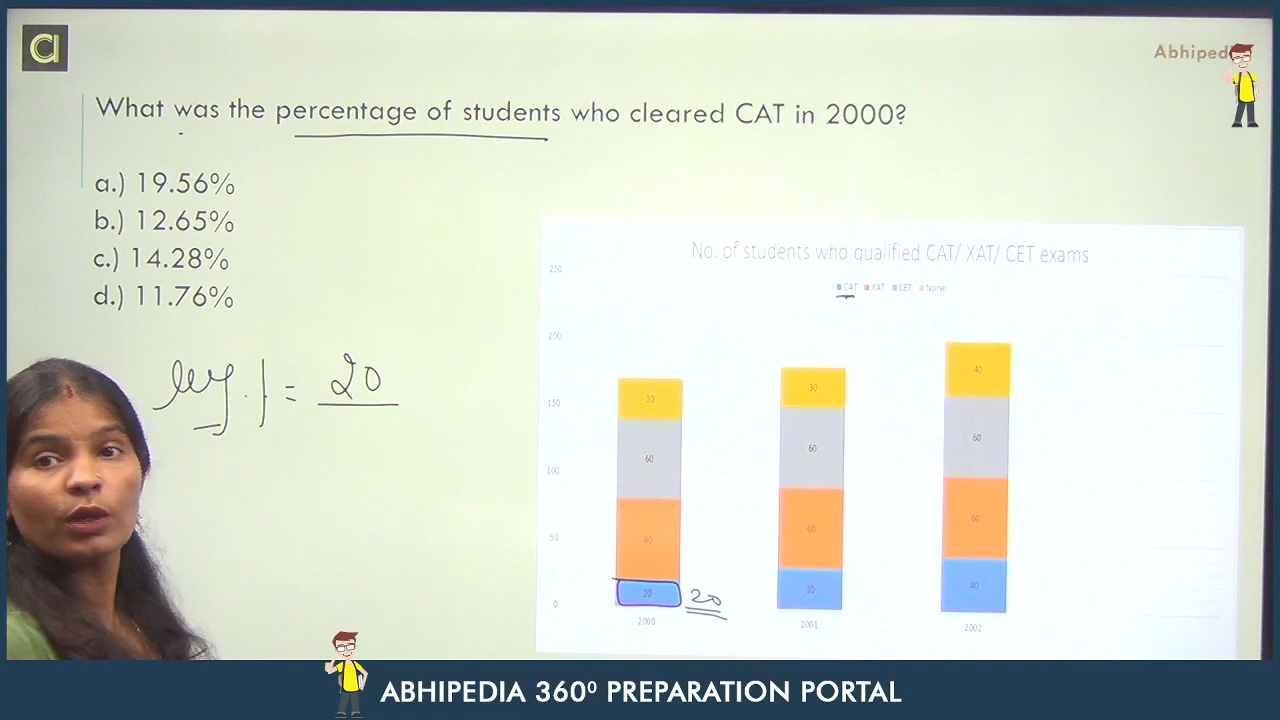 a
Abhipedi
What was the percentage of students who cleared CAT in 2000?
a.) 19.56%
b.) 12.65%
c.) 14.28%
d.) 11.76%
= 20
No. of students who qualified CAT/ XAT/ CET exams
CAT XAT CET None
250
200
150
100
50
0
30
60
60
20
20
2000
30
60
60
30
2001
40
60
60
40
2002
ABHIPEDIA 360⁰ PREPARATION PORTAL